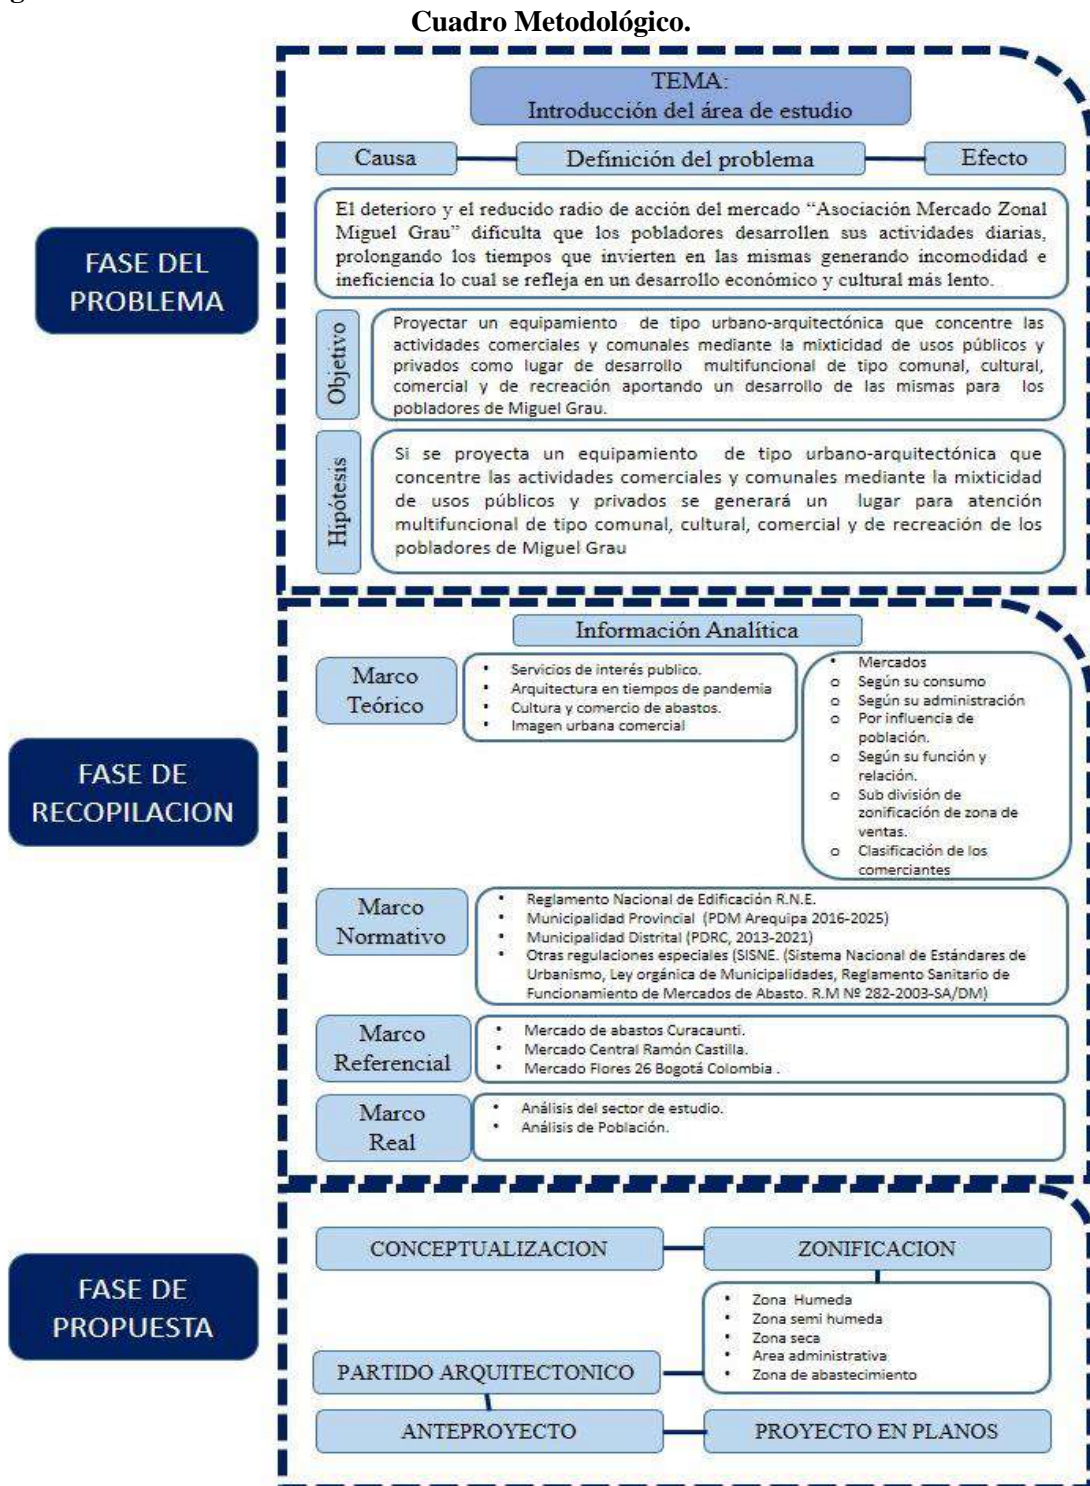 Cuadro Metodológico.
FASE DEL
PROBLEMA
TEMA:
Introducción del área de estudio
Causa
Definición del problema
Efecto
El deterioro y el reducido radio de acción del mercado “Asociación Mercado Zonal
Miguel Grau” dificulta que los pobladores desarrollen sus actividades diarias,
prolongando los tiempos que invierten en las mismas generando incomodidad e
ineficiencia lo cual se refleja en un desarrollo económico y cultural más lento.
Objetivo
Proyectar un equipamiento de tipo urbano-arquitectónica que concentre las
actividades comerciales y comunales mediante la mixticidad de usos públicos y
privados como lugar de desarrollo multifuncional de tipo comunal, cultural,
comercial y de recreación aportando un desarrollo de las mismas para los
pobladores de Miguel Grau.
Hipótesis
Si se proyecta un equipamiento de tipo urbano-arquitectónica que
concentre las actividades comerciales y comunales mediante la mixticidad
de usos públicos y privados se generará un lugar para atención
multifuncional de tipo comunal, cultural, comercial y de recreación de los
pobladores de Miguel Grau
FASE DE
RECOPILACION
Información Analítica
Marco
Teórico
• Servicios de interés publico.
• Arquitectura en tiempos de pandemia
• Cultura y comercio de abastos.
• Imagen urbana comercial
• Mercados
o Según su consumo
o Según su administración
o Por influencia de
población.
o Según su función y
relación.
o Sub división de
zonificación de zona de
ventas.
o Clasificación de los
comerciantes
Marco
Normativo
• Reglamento Nacional de Edificación R.N.E.
• Municipalidad Provincial (PDM Arequipa 2016-2025)
• Municipalidad Distrital (PDRC, 2013-2021)
• Otras regulaciones especiales (SISNE. (Sistema Nacional de Estándares de
Urbanismo, Ley orgánica de Municipalidades, Reglamento Sanitario de
Funcionamiento de Mercados de Abasto. R.M Nº 282-2003-SA/DM)
Marco
Referencial
• Mercado de abastos Curacaunti.
• Mercado Central Ramón Castilla.
• Mercado Flores 26 Bogotá Colombia .
Marco
Real
• Análisis del sector de estudio.
• Análisis de Población.
FASE DE
PROPUESTA
CONCEPTUALIZACION
ZONIFICACION
• Zona Humeda
• Zona semi humeda
• Zona seca
• Area administrativa
• Zona de abastecimiento
PARTIDO ARQUITECTONICO
ANTEPROYECTO
PROYECTO EN PLANOS